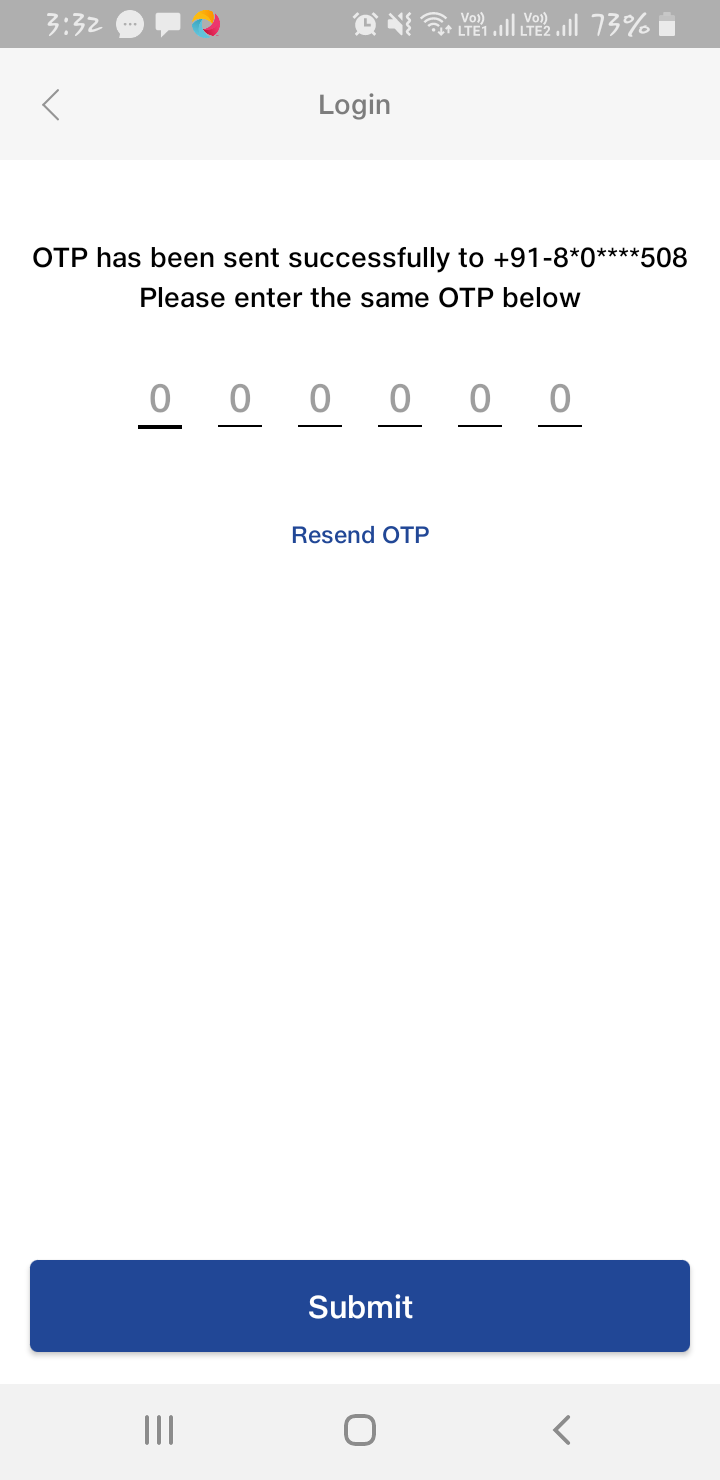 3:32 Vo)) LTE1 Vo)) LTE2 73%
Login
OTP has been sent successfully to +91-8*0****508
Please enter the same OTP below
0 0 0 0 0 0
Resend OTP
Submit